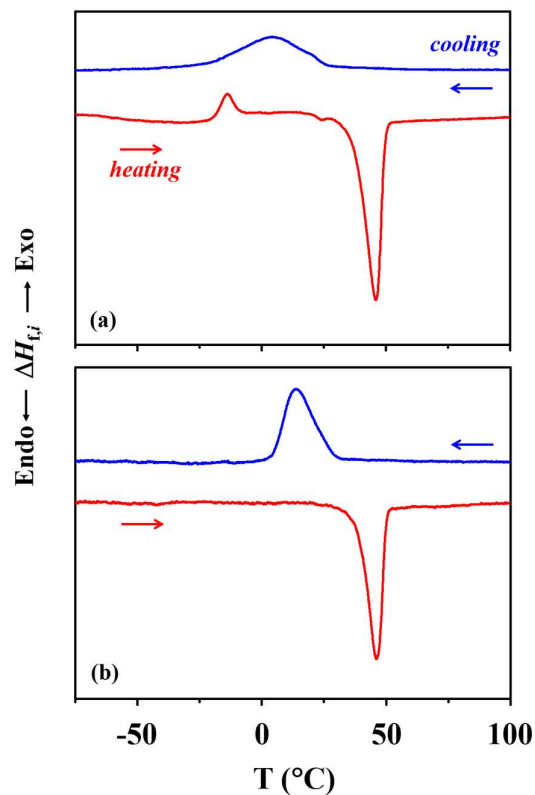 cooling
heating
(a)
Endo ← ΔH_f,i → Exo
(b)
-50 0 50 100
T (°C)